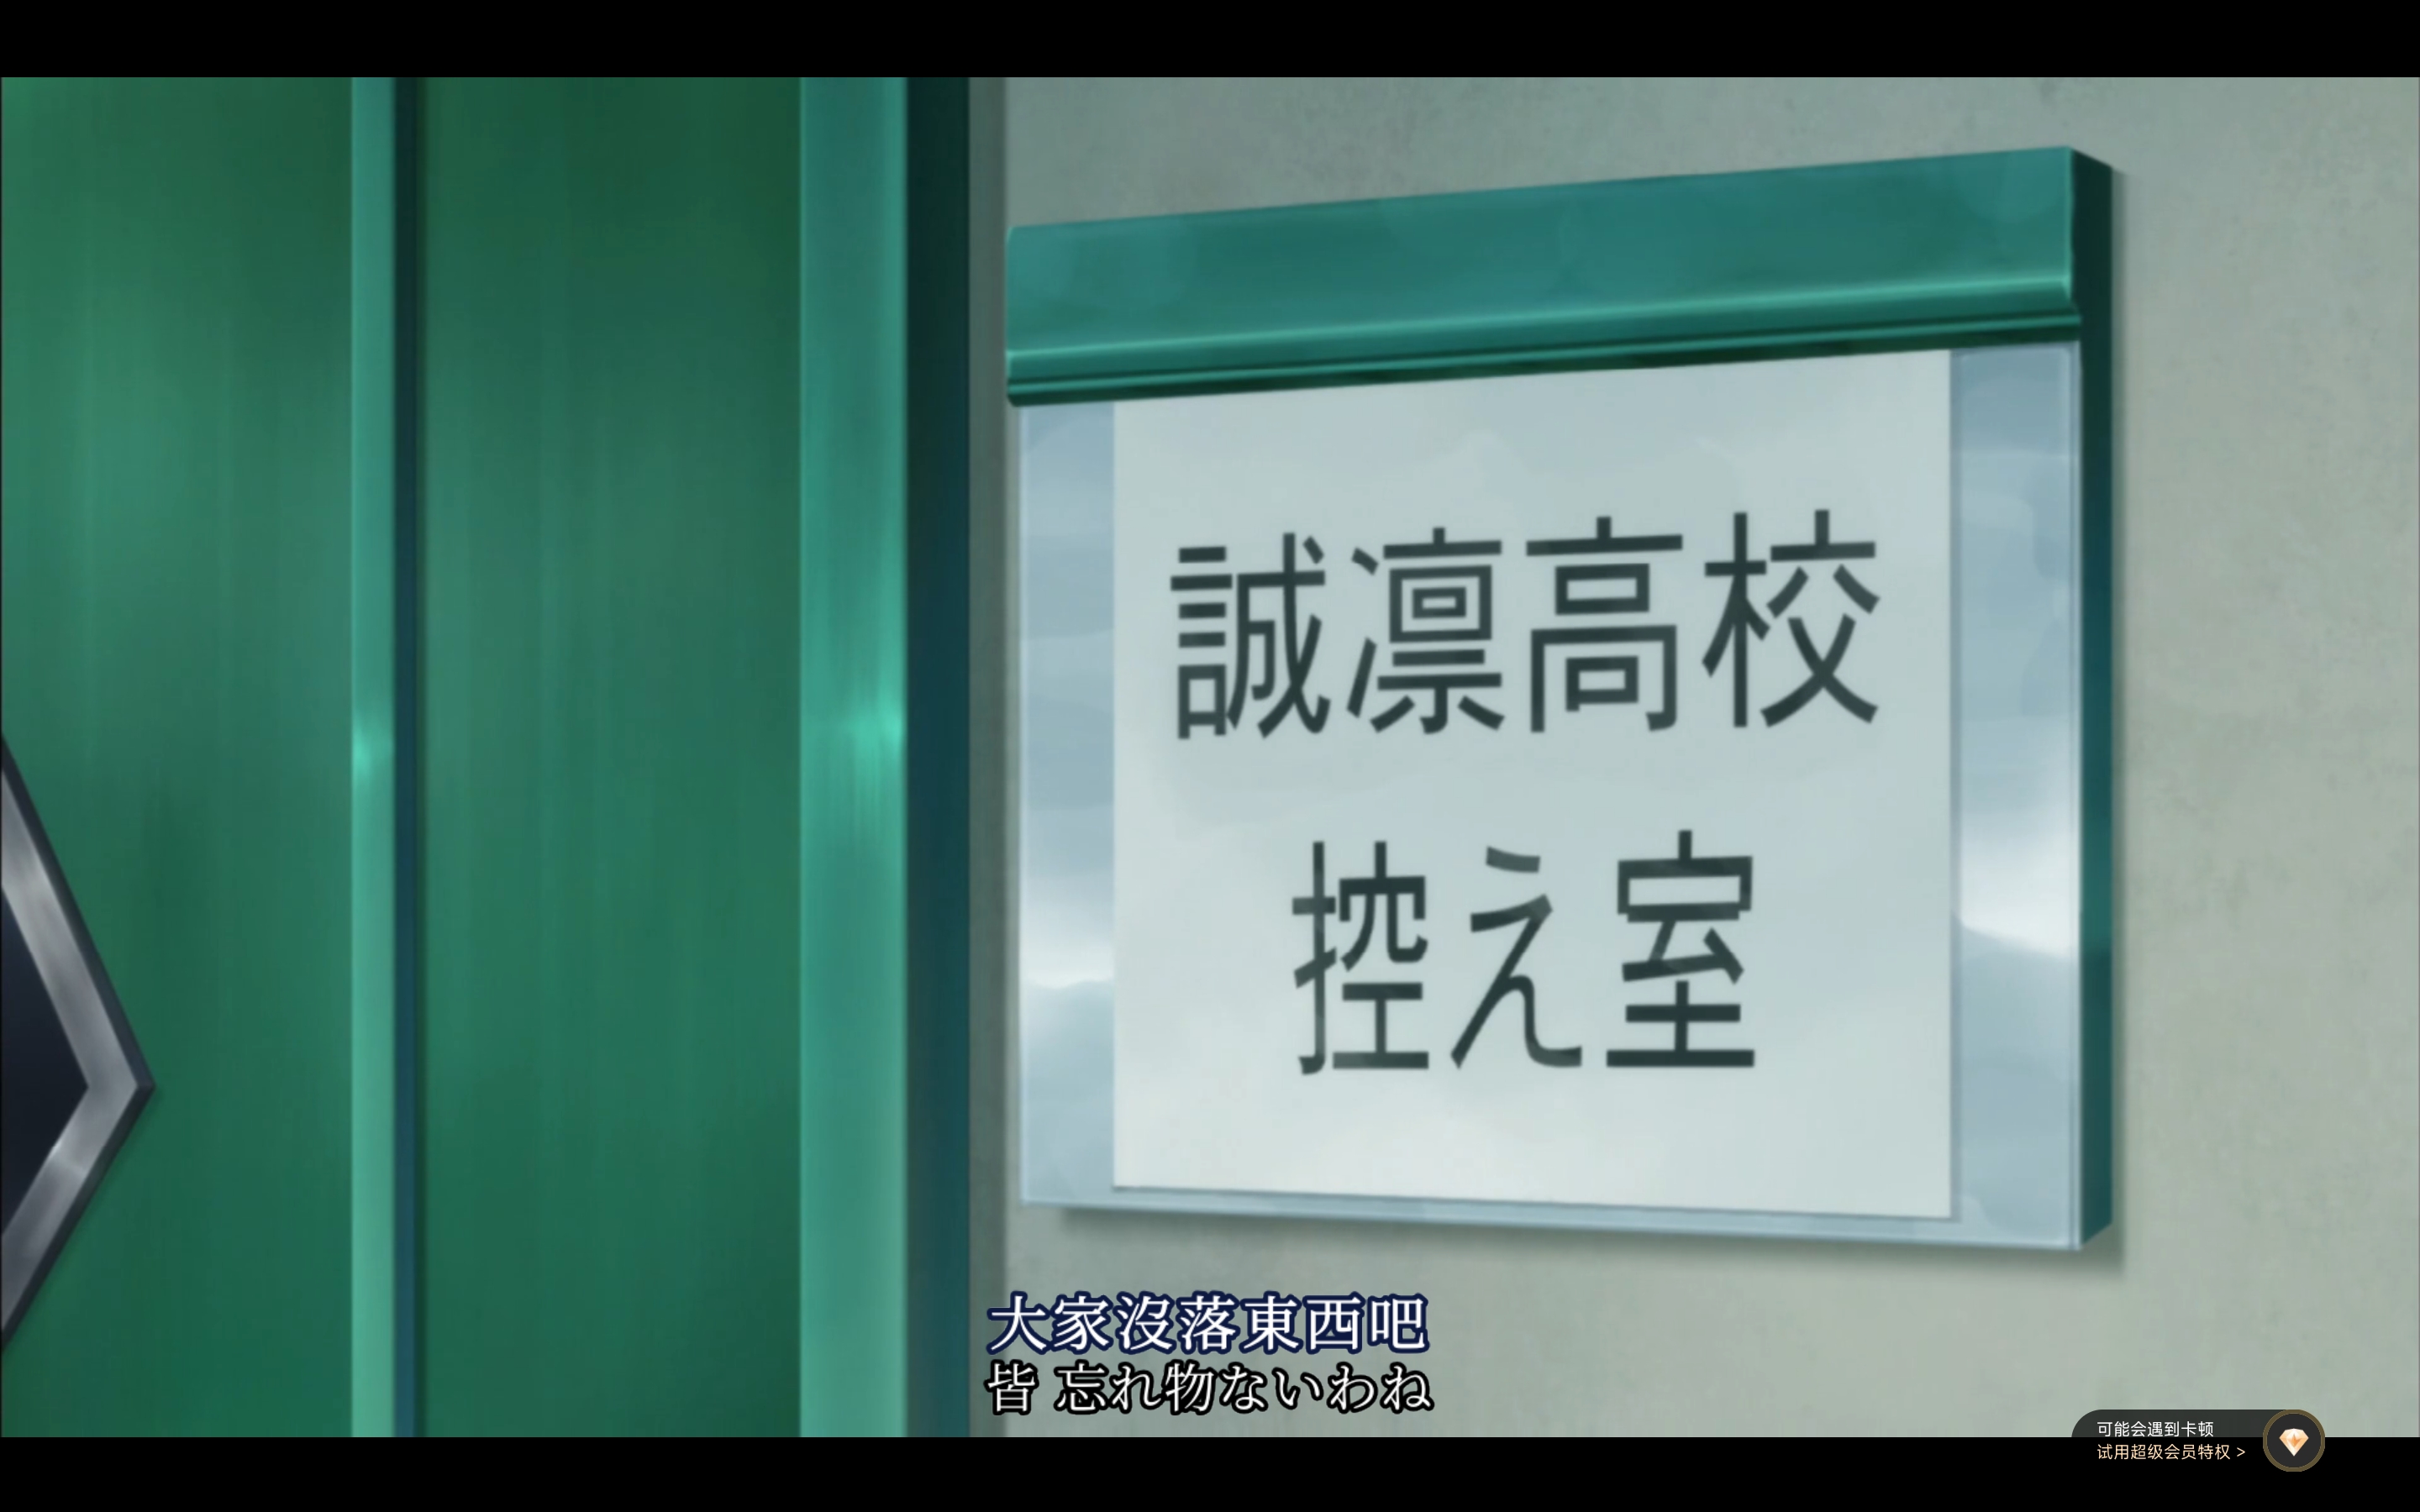 誠凛高校
控え室
大家沒落東西吧
皆 忘れ物ないわね
可能会遇到卡顿
试用超级会员特权 >